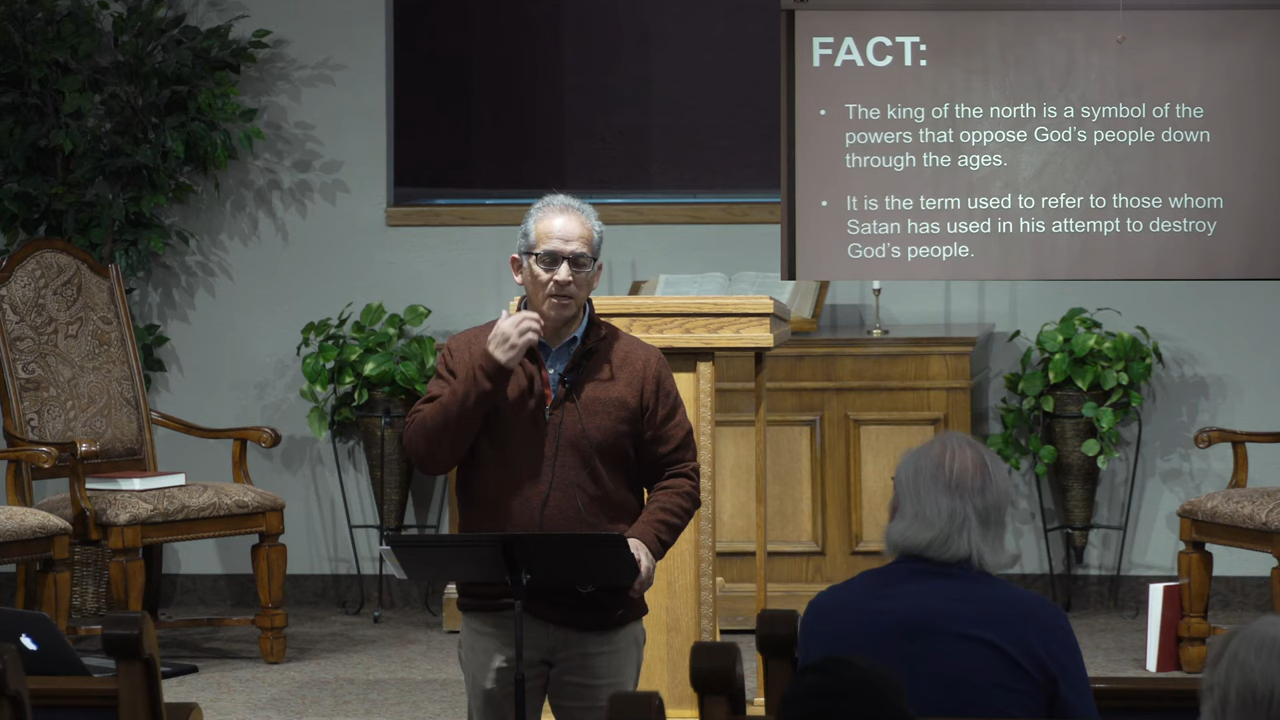 FACT:
• The king of the north is a symbol of the
powers that oppose God's people down
through the ages.
• It is the term used to refer to those whom
Satan has used in his attempt to destroy
God's people.